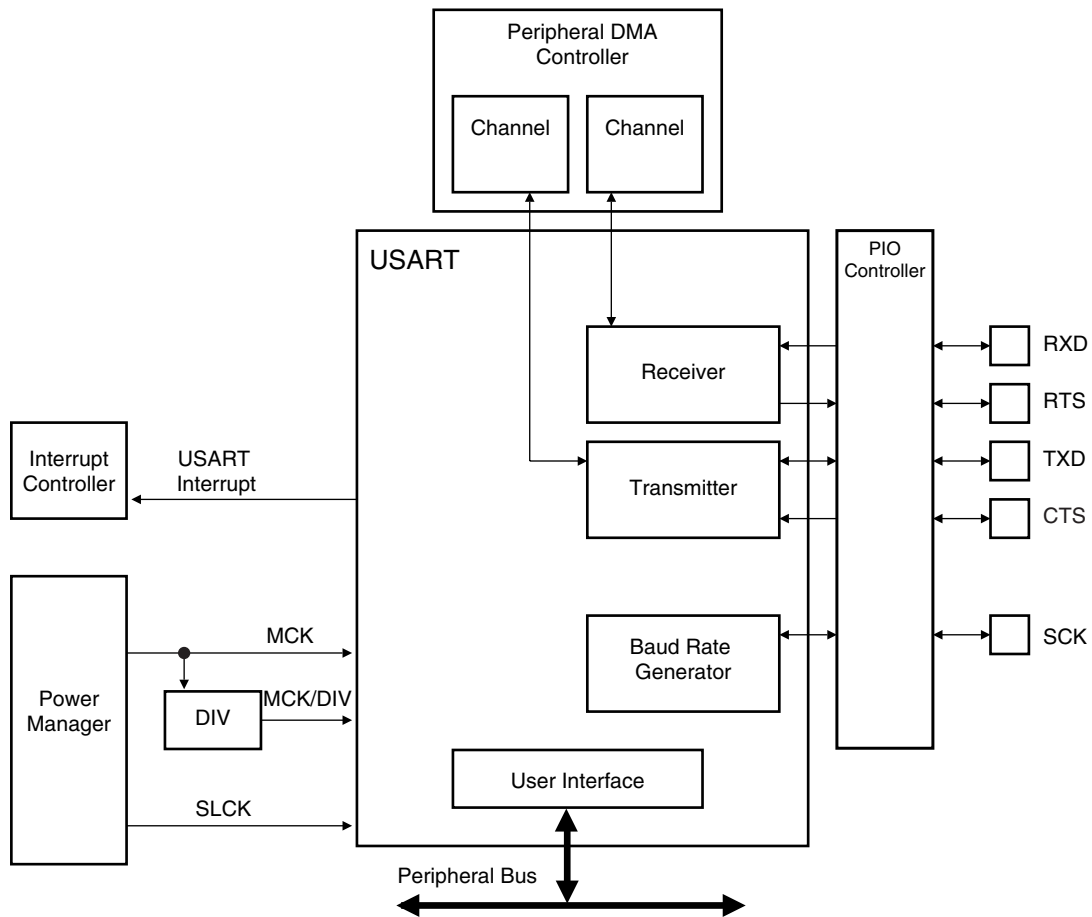 Peripheral DMA
Controller
Channel
Channel
USART
PIO
Controller
Receiver
RXD
RTS
Interrupt
Controller
USART
Interrupt
Transmitter
TXD
CTS
MCK
Baud Rate
Generator
SCK
Power
Manager
DIV
MCK/DIV
User Interface
SLCK
Peripheral Bus